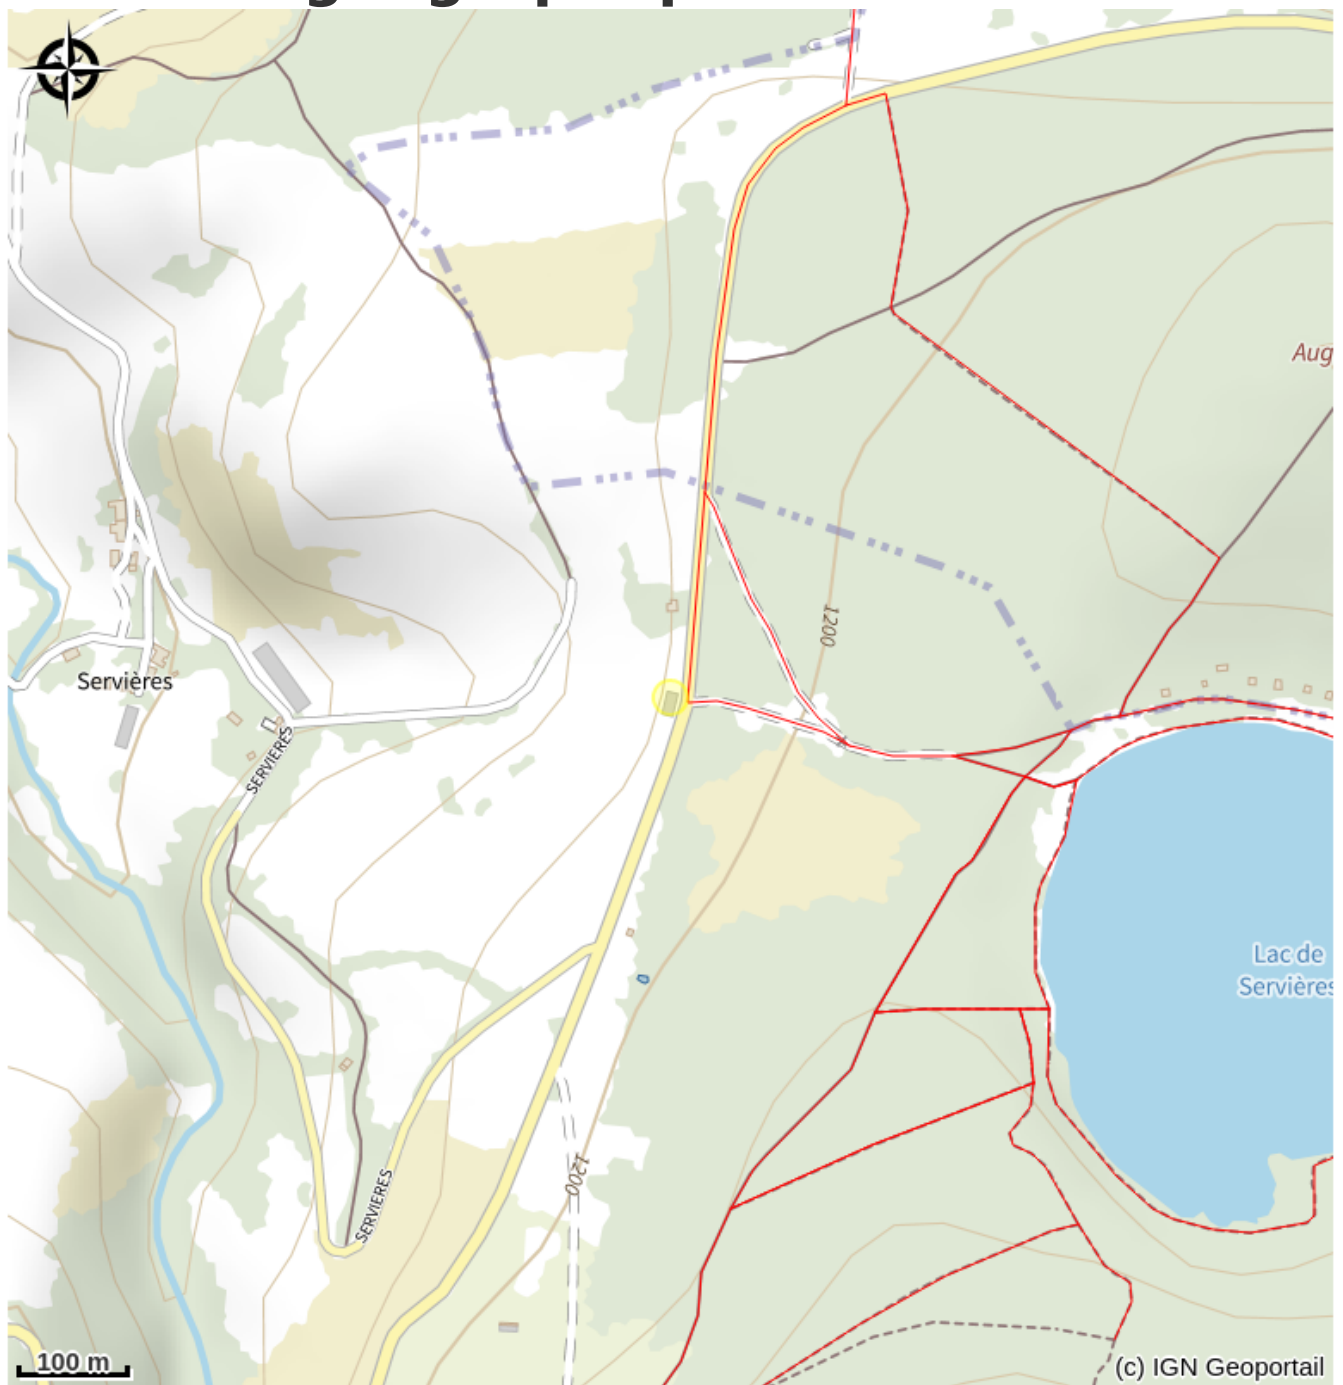 Aug
1200
Servières
SERVIERES
Lac de
Servières
1200
SERVIERES
100 m
(c) IGN Geoportail